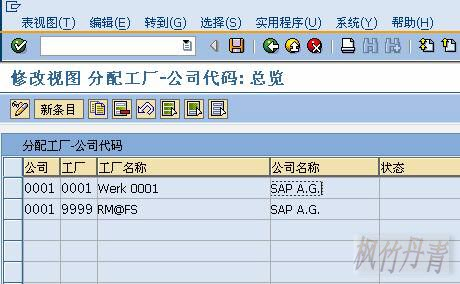 表视图(T) 编辑(E) 转到(G) 选择(S) 实用程序(U) 系统(Y) 帮助(H)
修改视图 分配工厂-公司代码: 总览
新条目
分配工厂-公司代码
公司 工厂 工厂名称 公司名称 状态
0001 0001 Werk 0001 SAP A.G.
0001 9999 RM@FS SAP A.G.
枫竹丹青